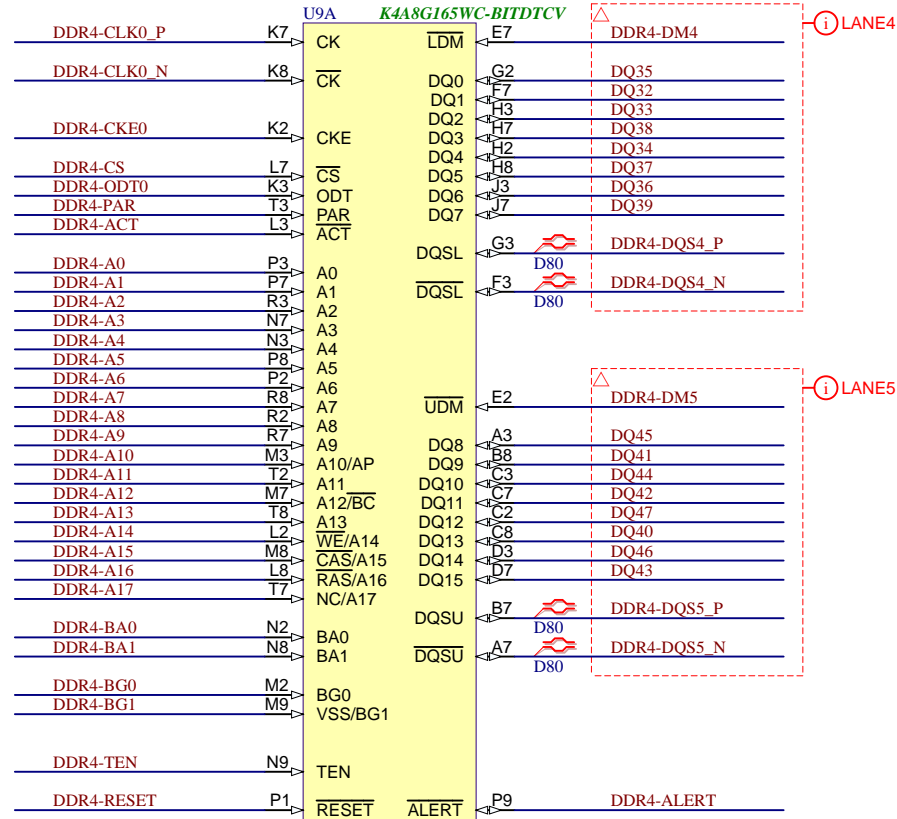 U9A K4A8G165WC-BITDTCV
DDR4-CLK0_P K7 CK LDM E7 DDR4-DM4 i LANE4
DDR4-CLK0_N K8 CK DQ0 G2 DQ35
DQ1 F7 DQ32
DQ2 H3 DQ33
DDR4-CKE0 K2 CKE DQ3 H7 DQ38
DQ4 H2 DQ34
DDR4-CS L7 CS DQ5 H8 DQ37
DDR4-ODT0 K3 ODT DQ6 J3 DQ36
DDR4-PAR T3 PAR DQ7 J7 DQ39
DDR4-ACT L3 ACT
DQSL G3 DDR4-DQS4_P
D80
DDR4-A0 P3 A0
DDR4-A1 P7 A1 DQSL F3 DDR4-DQS4_N
D80
DDR4-A2 R3 A2
DDR4-A3 N7 A3
DDR4-A4 N3 A4
DDR4-A5 P8 A5
DDR4-A6 P2 A6 i LANE5
DDR4-A7 R8 A7 UDM E2 DDR4-DM5
DDR4-A8 R2 A8
DDR4-A9 R7 A9 DQ8 A3 DQ45
DDR4-A10 M3 A10/AP DQ9 B8 DQ41
DDR4-A11 T2 A11 DQ10 C3 DQ44
DDR4-A12 M7 A12/BC DQ11 C7 DQ42
DDR4-A13 T8 A13 DQ12 C2 DQ47
DDR4-A14 L2 WE/A14 DQ13 C8 DQ40
DDR4-A15 M8 CAS/A15 DQ14 D3 DQ46
DDR4-A16 L8 RAS/A16 DQ15 D7 DQ43
DDR4-A17 T7 NC/A17
DQSU B7 DDR4-DQS5_P
D80
DDR4-BA0 N2 BA0
DDR4-BA1 N8 BA1 DQSU A7 DDR4-DQS5_N
D80
DDR4-BG0 M2 BG0
DDR4-BG1 M9 VSS/BG1
DDR4-TEN N9 TEN
DDR4-RESET P1 RESET ALERT P9 DDR4-ALERT